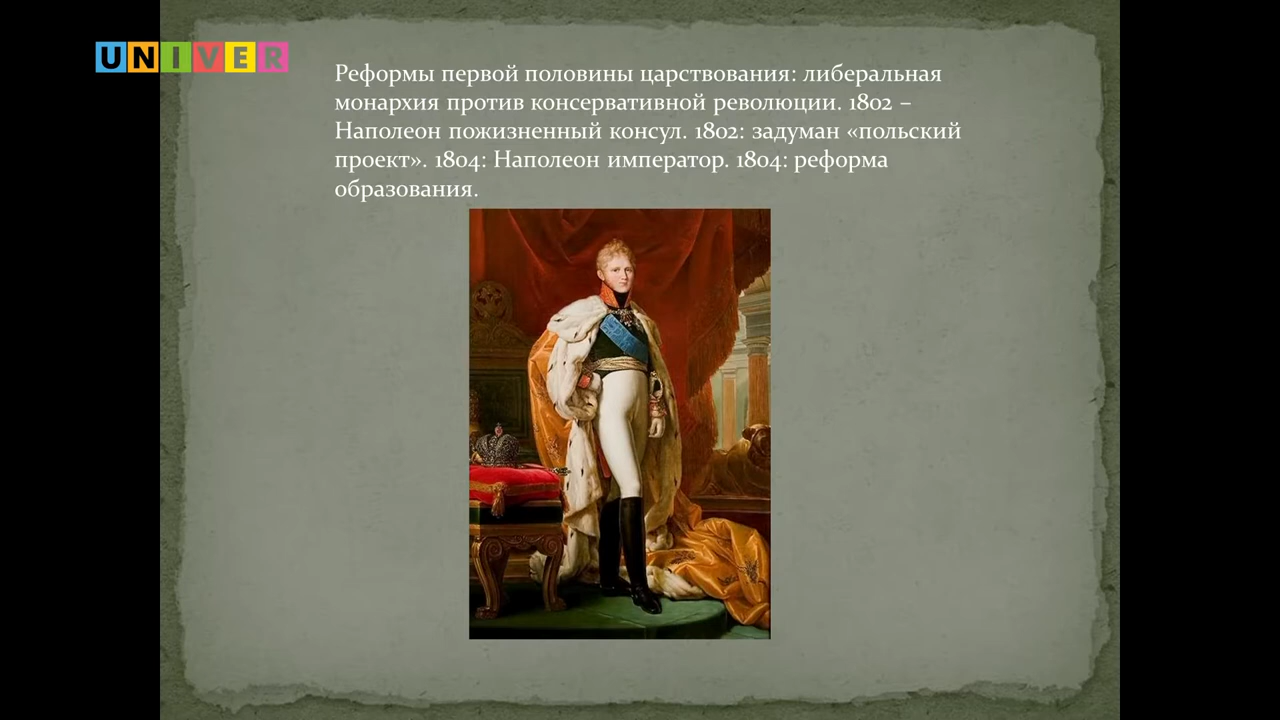 UNIVER
Реформы первой половины царствования: либеральная
монархия против консервативной революции. 1802 –
Наполеон пожизненный консул. 1802: задуман «польский
проект». 1804: Наполеон император. 1804: реформа
образования.